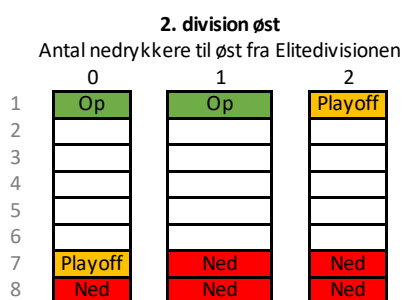 2. division øst
Antal nedrykkere til øst fra Elitedivisionen
0 1 2
1 Op Op Playoff
2
3
4
5
6
7 Playoff Ned Ned
8 Ned Ned Ned